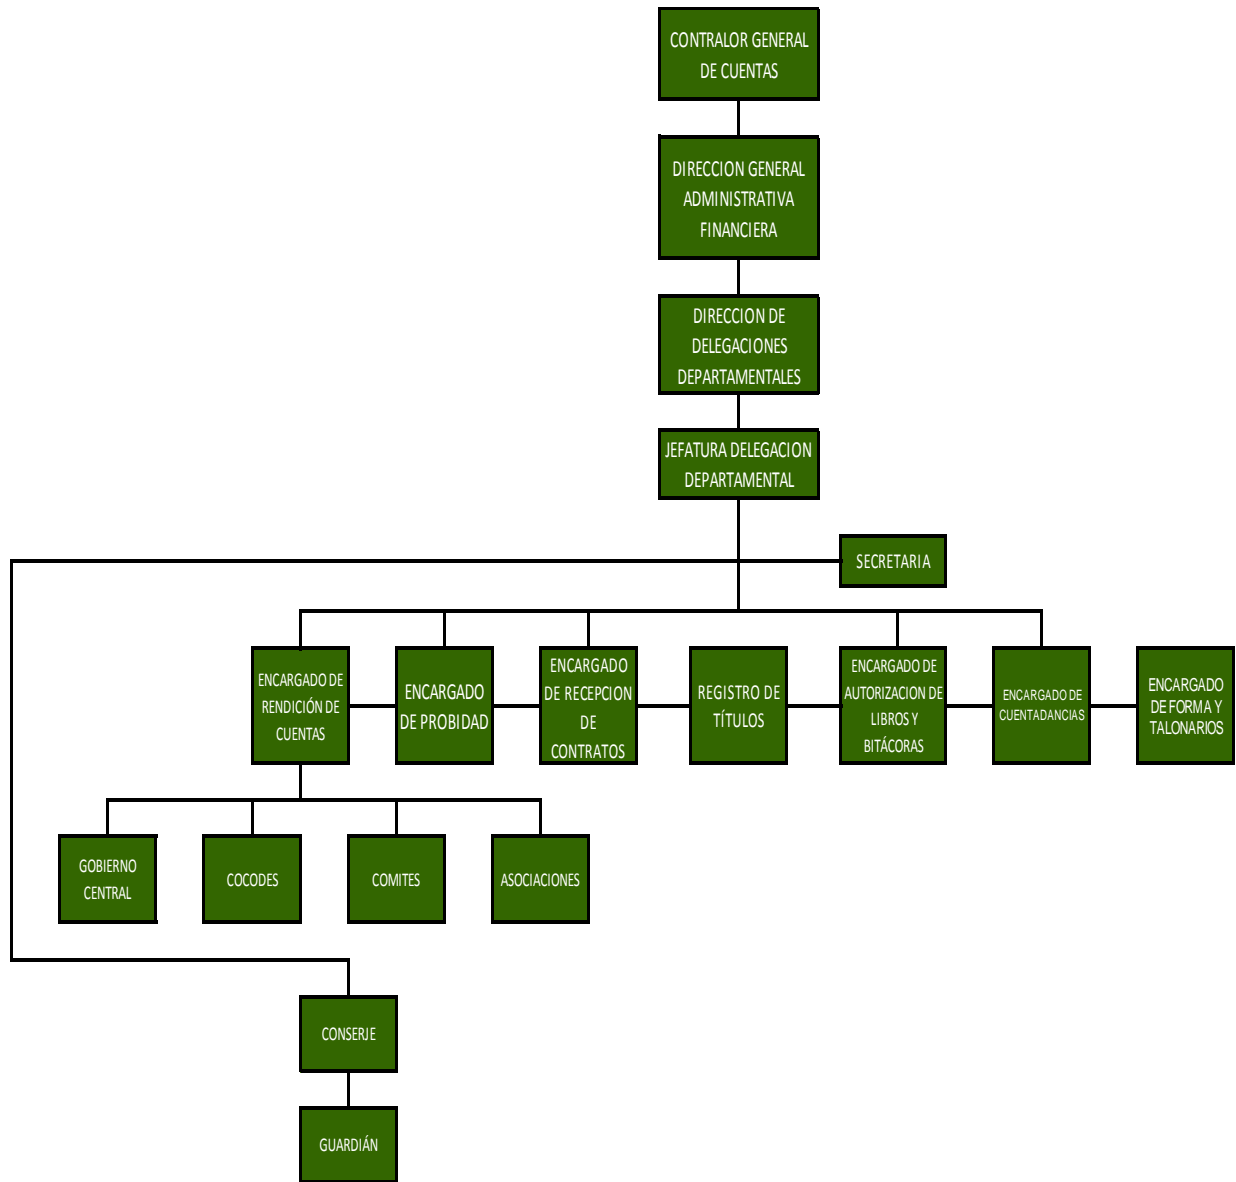 CONTRALOR GENERAL
DE CUENTAS
DIRECCION GENERAL
ADMINISTRATIVA
FINANCIERA
DIRECCION DE
DELEGACIONES
DEPARTAMENTALES
JEFATURA DELEGACION
DEPARTAMENTAL
SECRETARIA
ENCARGADO DE
RENDICIÓN DE
CUENTAS
ENCARGADO
DE PROBIDAD
ENCARGADO
DE RECEPCION
DE
CONTRATOS
REGISTRO DE
TÍTULOS
ENCARGADO DE
AUTORIZACION DE
LIBROS Y
BITÁCORAS
ENCARGADO DE
CUENTADANCIAS
ENCARGADO
DE FORMA Y
TALONARIOS
GOBIERNO
CENTRAL
COCODES
COMITES
ASOCIACIONES
CONSERJE
GUARDIÁN